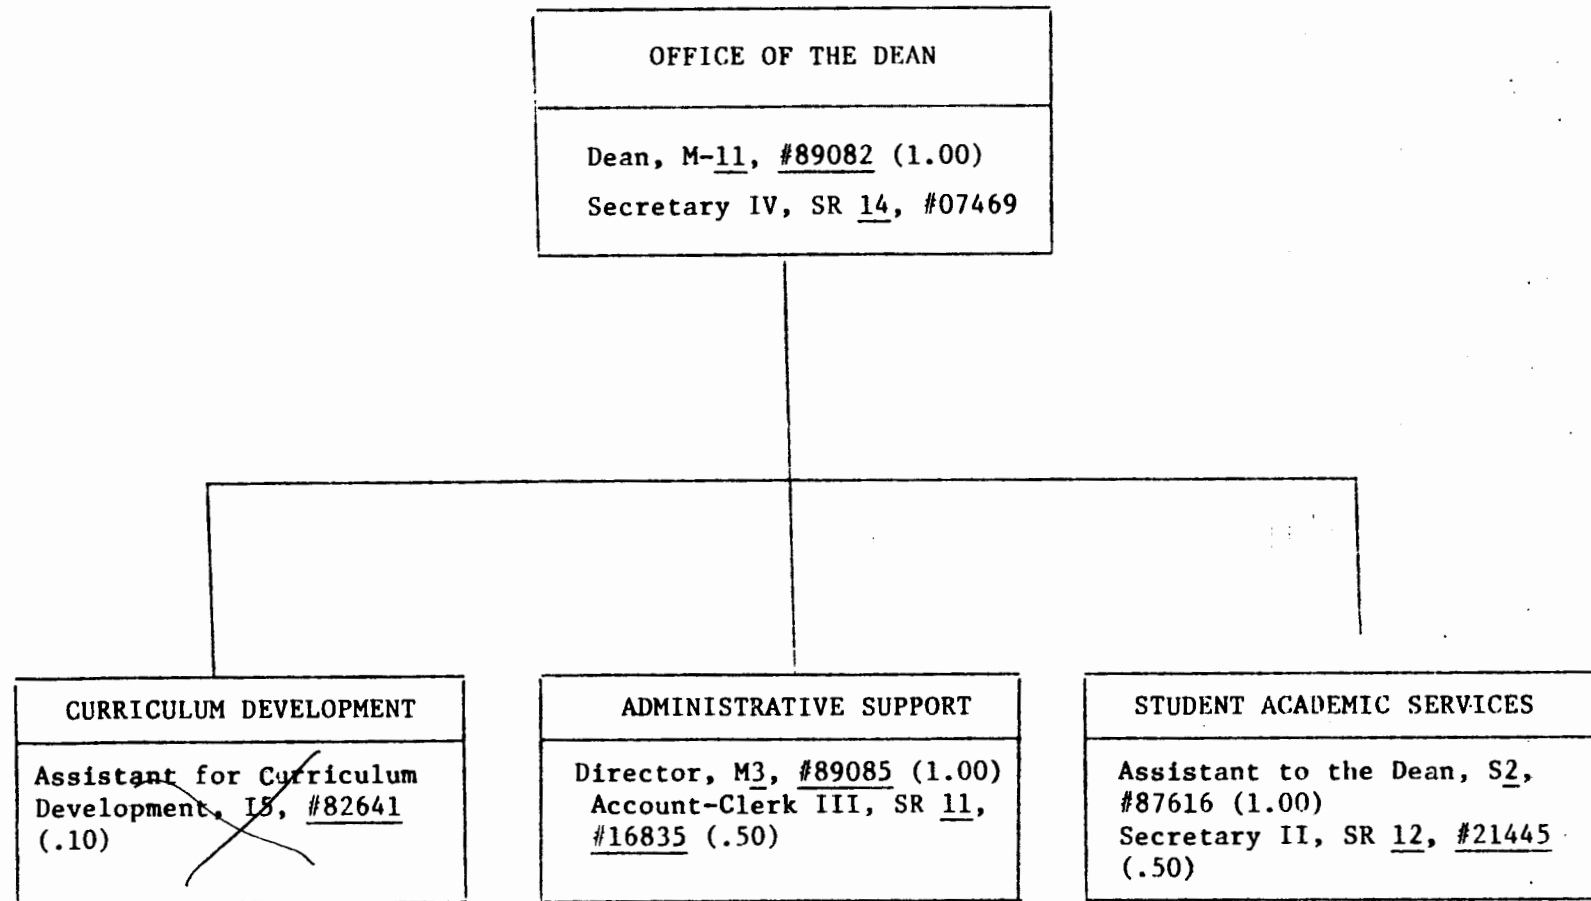 OFFICE OF THE DEAN
Dean, M-11, #89082 (1.00)
Secretary IV, SR 14, #07469
CURRICULUM DEVELOPMENT
Assistant for Curriculum
Development, I5, #82641
(.10)
ADMINISTRATIVE SUPPORT
Director, M3, #89085 (1.00)
Account-Clerk III, SR 11,
#16835 (.50)
STUDENT ACADEMIC SERVICES
Assistant to the Dean, S2,
#87616 (1.00)
Secretary II, SR 12, #21445
(.50)